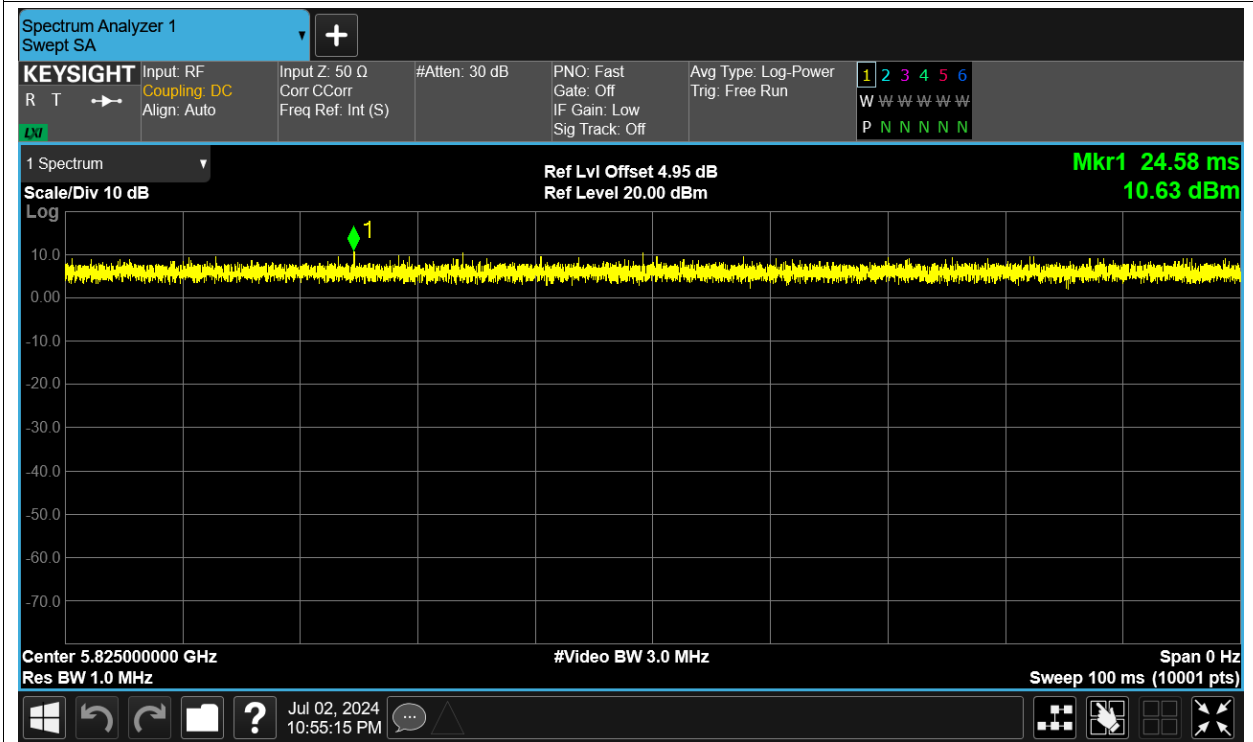 Spectrum Analyzer 1
Swept SA
KEYSIGHT
R T
LXI
Input: RF
Coupling: DC
Align: Auto
Input Z: 50 Ω
Corr CCorr
Freq Ref: Int (S)
#Atten: 30 dB
PNO: Fast
Gate: Off
IF Gain: Low
Sig Track: Off
Avg Type: Log-Power
Trig: Free Run
1 2 3 4 5 6
W W W W W W
P N N N N N
1 Spectrum
Scale/Div 10 dB
Ref Lvl Offset 4.95 dB
Ref Level 20.00 dBm
Mkr1 24.58 ms
10.63 dBm
Log
1
10.0
0.00
-10.0
-20.0
-30.0
-40.0
-50.0
-60.0
-70.0
Center 5.825000000 GHz
Res BW 1.0 MHz
#Video BW 3.0 MHz
Span 0 Hz
Sweep 100 ms (10001 pts)
?
Jul 02, 2024
10:55:15 PM